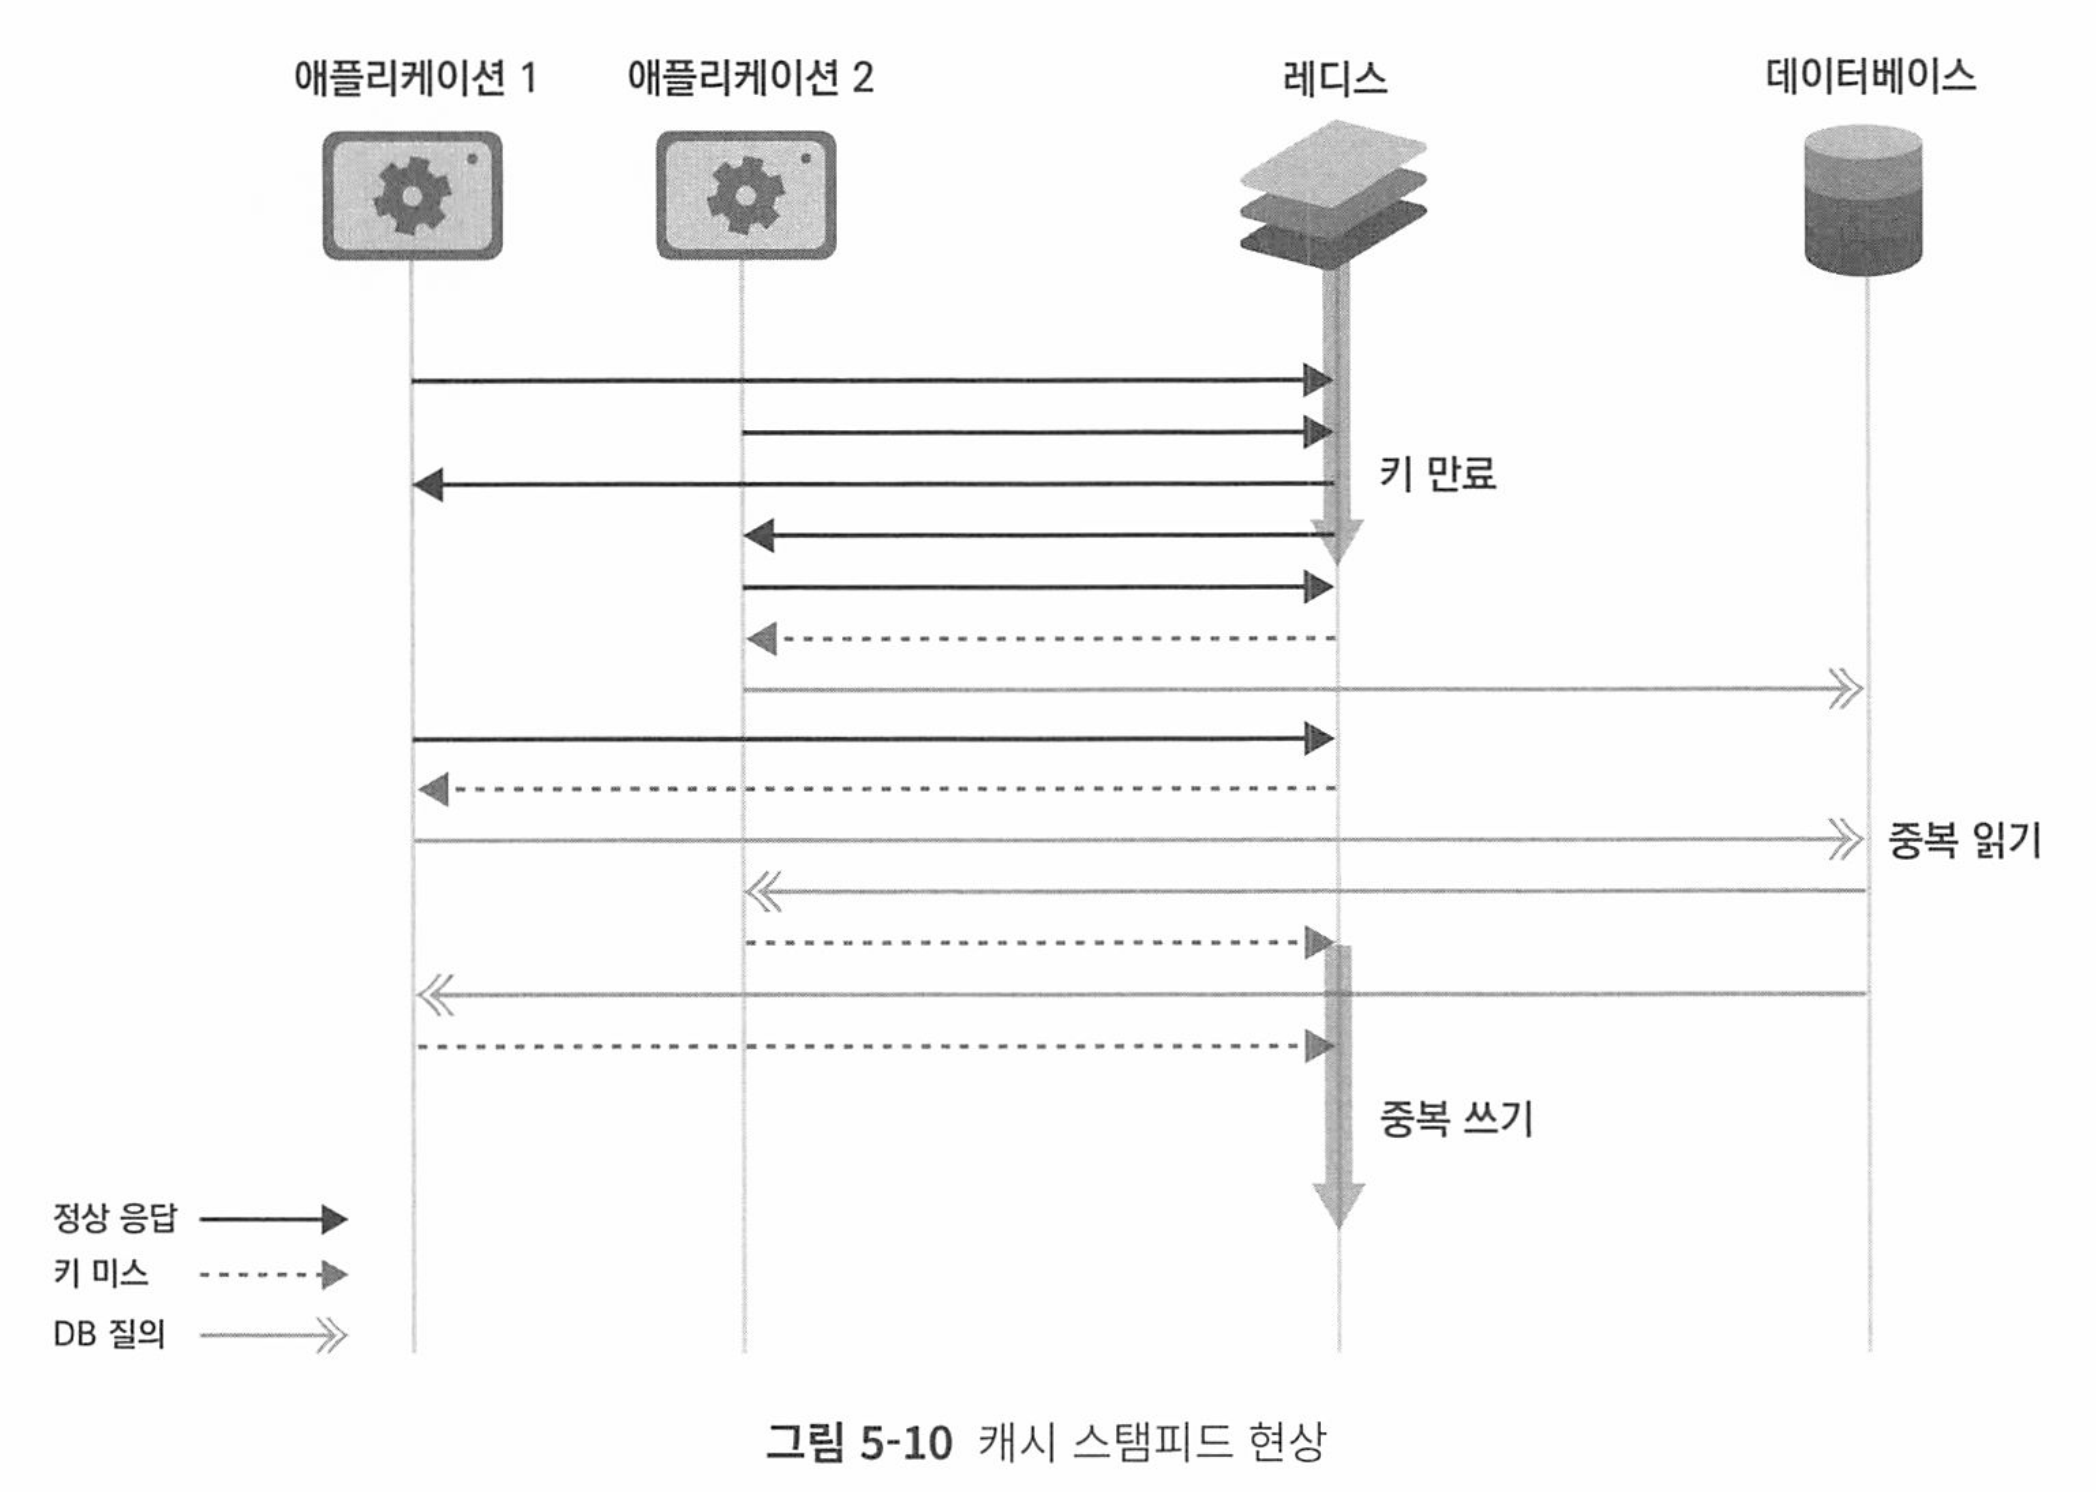 애플리케이션 1
애플리케이션 2
레디스
데이터베이스
키 만료
중복 읽기
중복 쓰기
정상 응답
키 미스
DB 질의
그림 5-10 캐시 스탬피드 현상